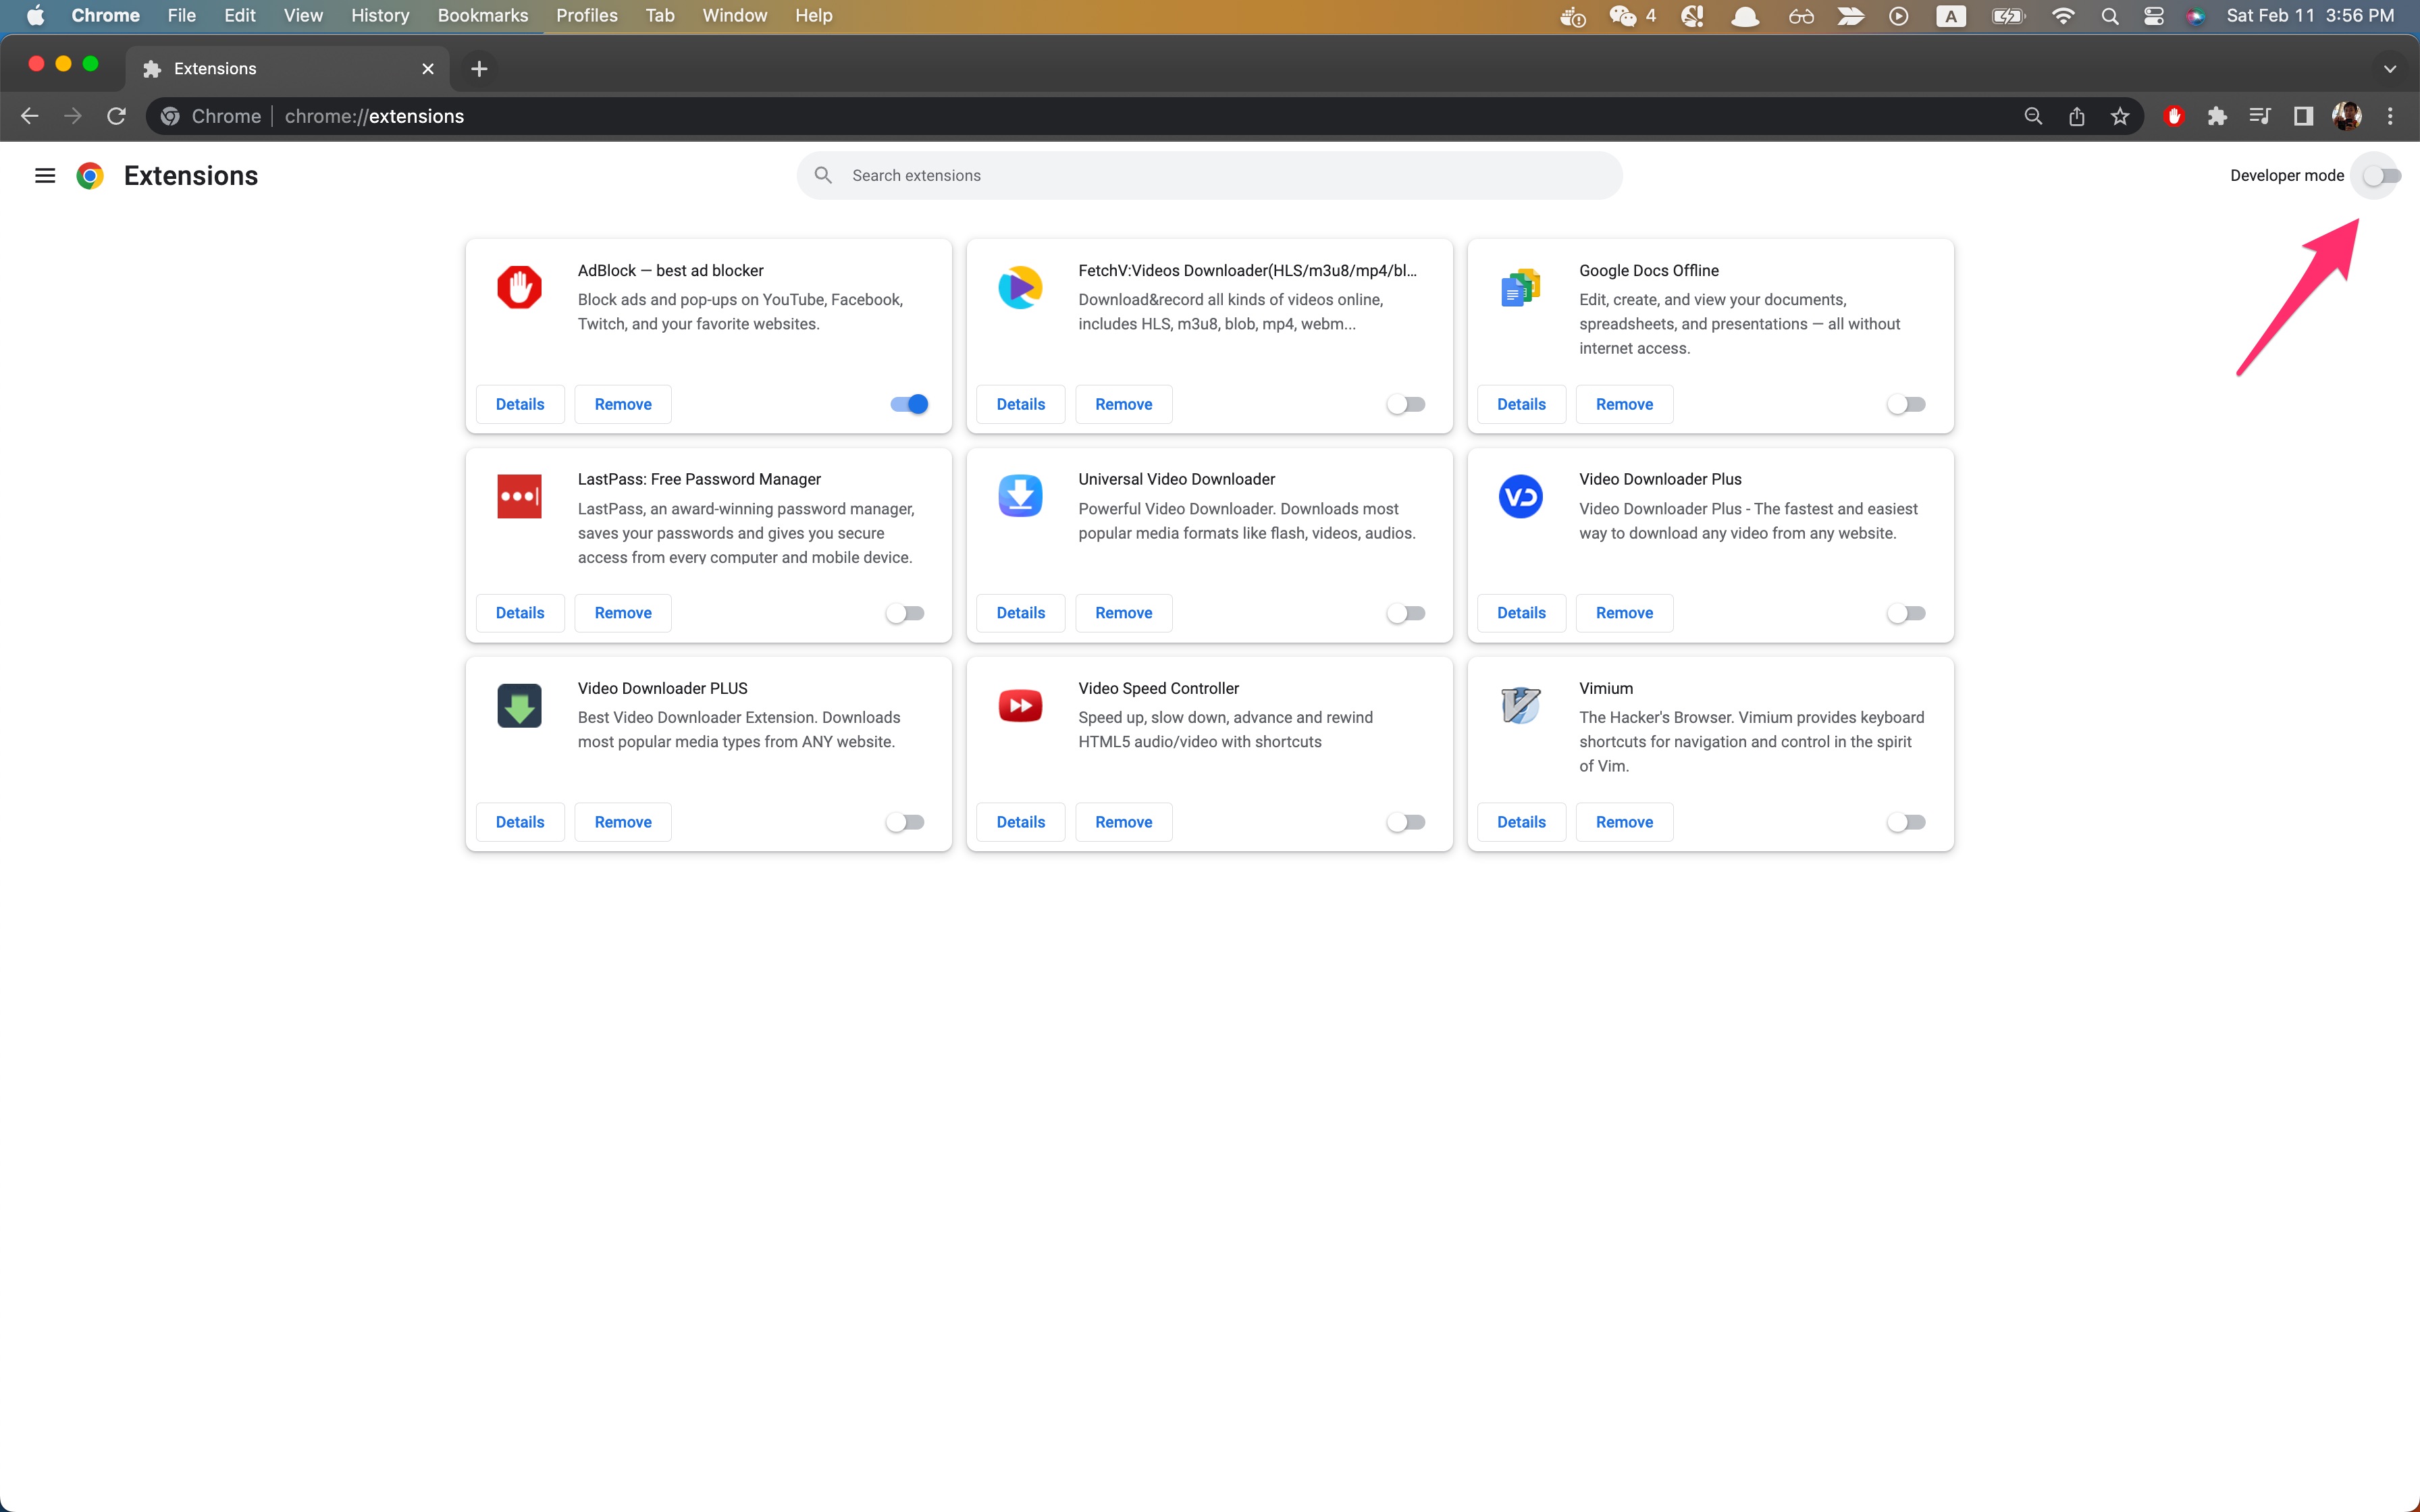 Chrome File Edit View History Bookmarks Profiles Tab Window Help 4 A Sat Feb 11 3:56 PM
Extensions
Chrome chrome://extensions
Extensions
Search extensions
Developer mode
AdBlock — best ad blocker
Block ads and pop-ups on YouTube, Facebook,
Twitch, and your favorite websites.
Details Remove
FetchV:Videos Downloader(HLS/m3u8/mp4/bl...
Download&record all kinds of videos online,
includes HLS, m3u8, blob, mp4, webm...
Details Remove
Google Docs Offline
Edit, create, and view your documents,
spreadsheets, and presentations — all without
internet access.
Details Remove
LastPass: Free Password Manager
LastPass, an award-winning password manager,
saves your passwords and gives you secure
access from every computer and mobile device.
Details Remove
Universal Video Downloader
Powerful Video Downloader. Downloads most
popular media formats like flash, videos, audios.
Details Remove
VD
Video Downloader Plus
Video Downloader Plus - The fastest and easiest
way to download any video from any website.
Details Remove
Video Downloader PLUS
Best Video Downloader Extension. Downloads
most popular media types from ANY website.
Details Remove
Video Speed Controller
Speed up, slow down, advance and rewind
HTML5 audio/video with shortcuts
Details Remove
Vimium
The Hacker's Browser. Vimium provides keyboard
shortcuts for navigation and control in the spirit
of Vim.
Details Remove